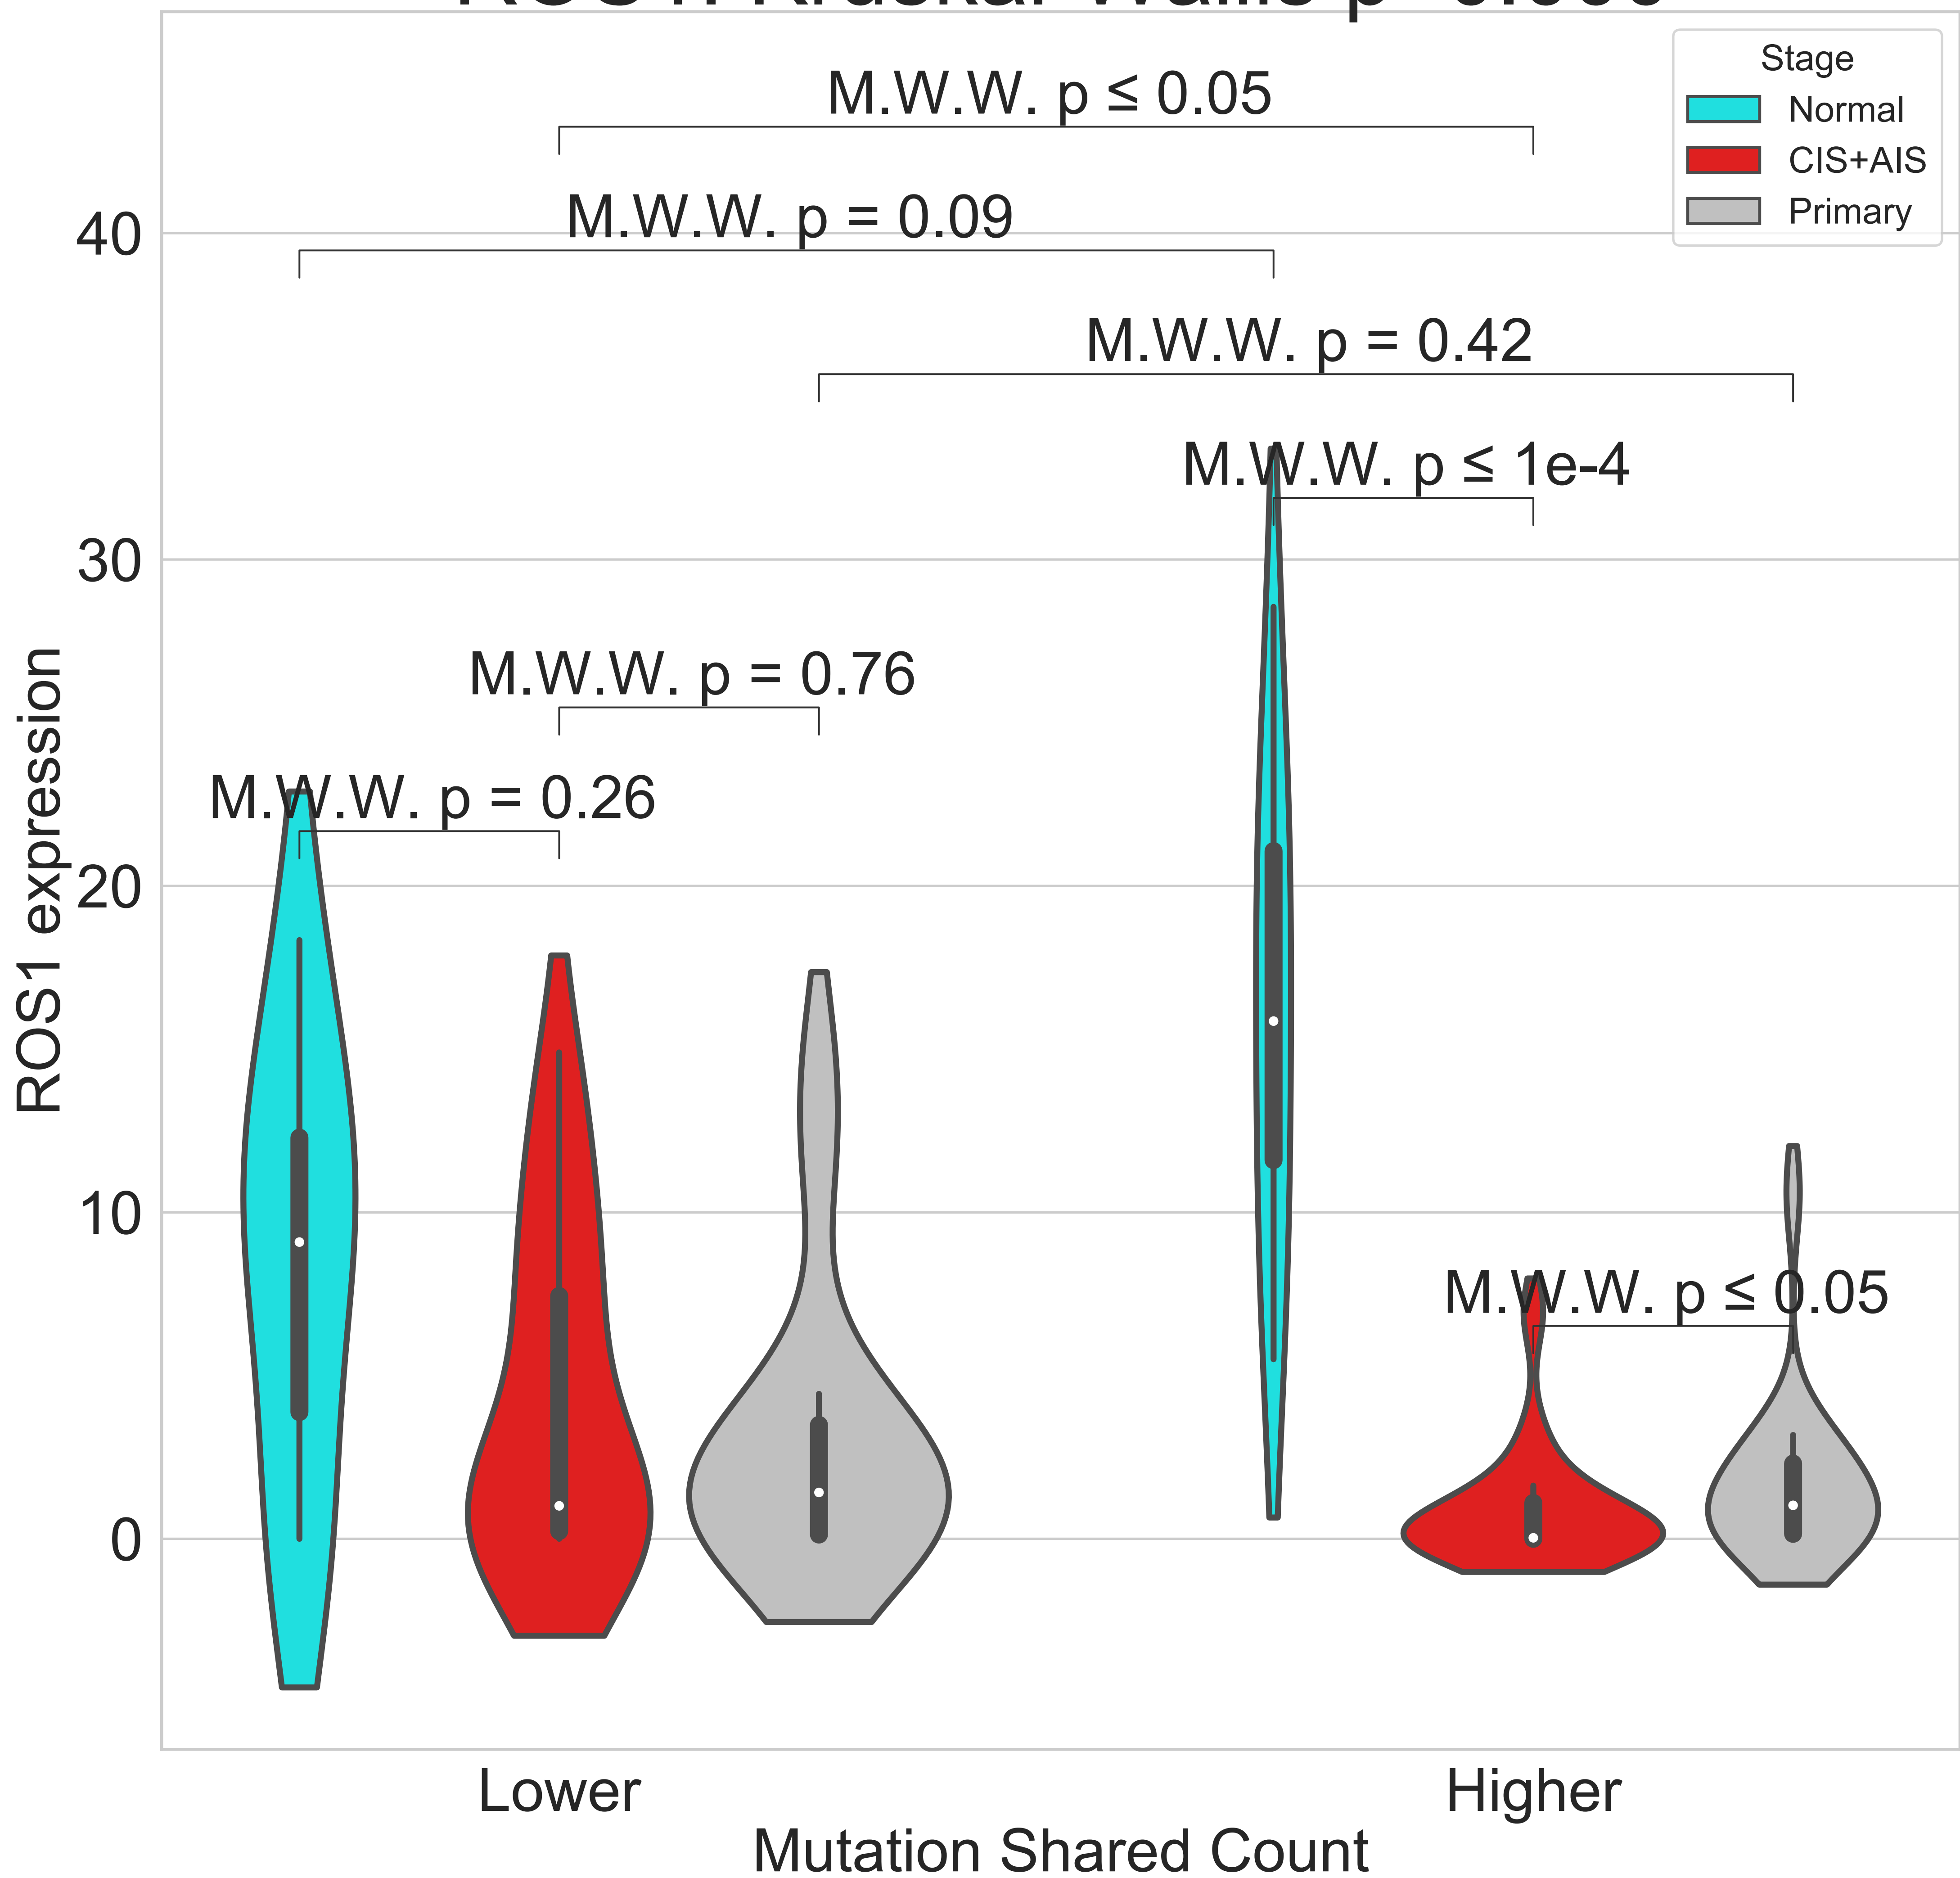 Stage
Normal
CIS+AIS
Primary
M.W.W. p ≤ 0.05
M.W.W. p = 0.09
M.W.W. p = 0.42
M.W.W. p ≤ 1e-4
M.W.W. p = 0.76
M.W.W. p = 0.26
M.W.W. p ≤ 0.05
40
30
20
10
0
ROS1 expression
Lower
Higher
Mutation Shared Count